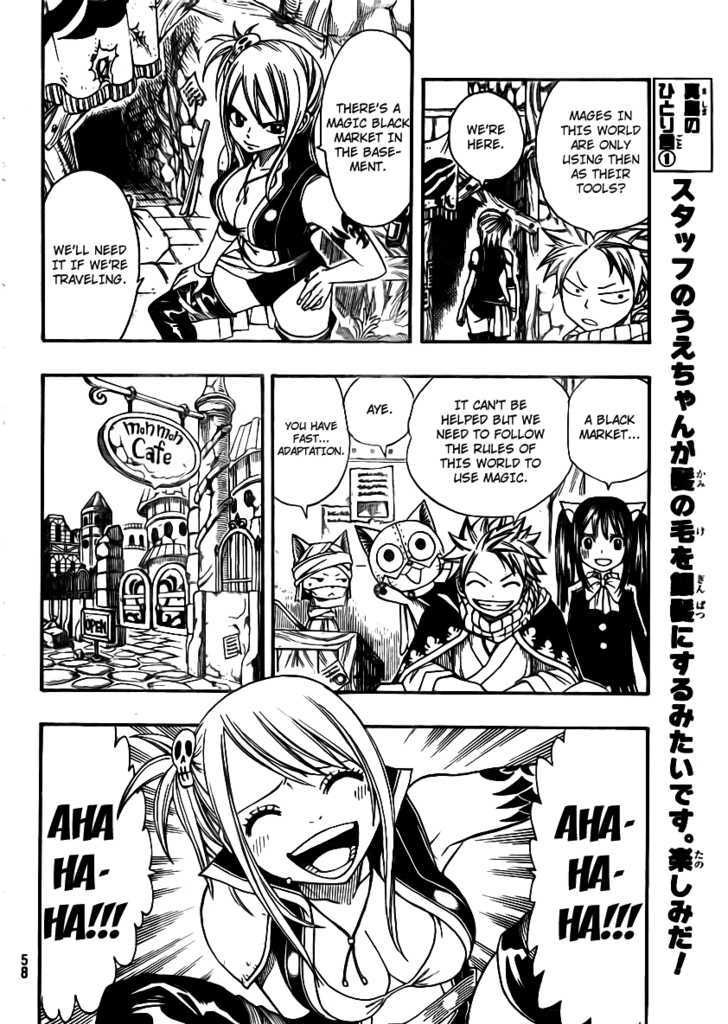 真島の
ひとり言①
スタッフのうえちゃんが髪の毛を銀髪にするみたいです。楽しみだ!
MAGES IN
THIS WORLD
ARE ONLY
USING THEN
AS THEIR
TOOLS?
WE'RE
HERE.
THERE'S A
MAGIC BLACK
MARKET IN
THE BASE-
MENT.
WE'LL NEED
IT IF WE'RE
TRAVELING.
A BLACK
MARKET...
IT CAN'T BE
HELPED BUT WE
NEED TO FOLLOW
THE RULES OF
THIS WORLD TO
USE MAGIC.
AYE.
YOU HAVE
FAST...
ADAPTATION.
mon mon
Cafe
OPEN
AHA-
HA-
HA!!!
AHA
HA-
HA!!!
58